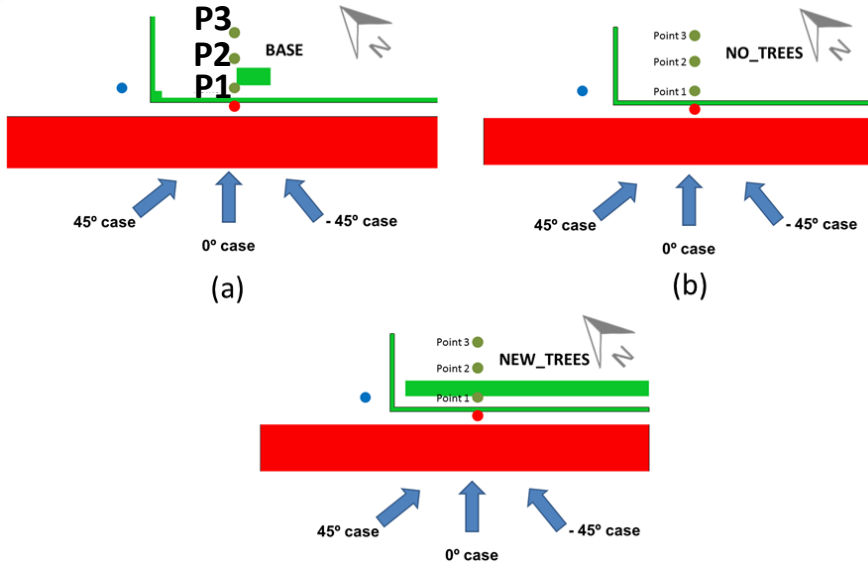 P3
P2
BASE
P1
N
45º case
0º case
- 45º case
(a)
Point 3
NO_TREES
Point 2
Point 1
N
45º case
0º case
- 45º case
(b)
Point 3
NEW_TREES
Point 2
Point 1
N
45º case
0º case
- 45º case